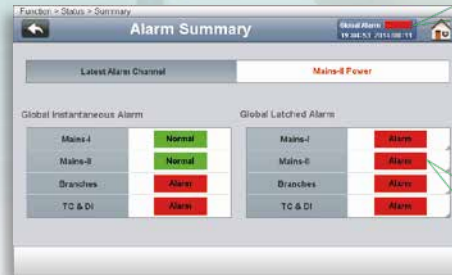 Function > Status > Summary
Alarm Summary
Global Alarm:
19:04:53 2014/08/11
Latest Alarm Channel Mains-II Power
Global Instantaneous Alarm Global Latched Alarm
Mains-I Normal Mains-I Alarm
Mains-II Normal Mains-II Alarm
Branches Alarm Branches Alarm
TC & DI Alarm TC & DI Alarm